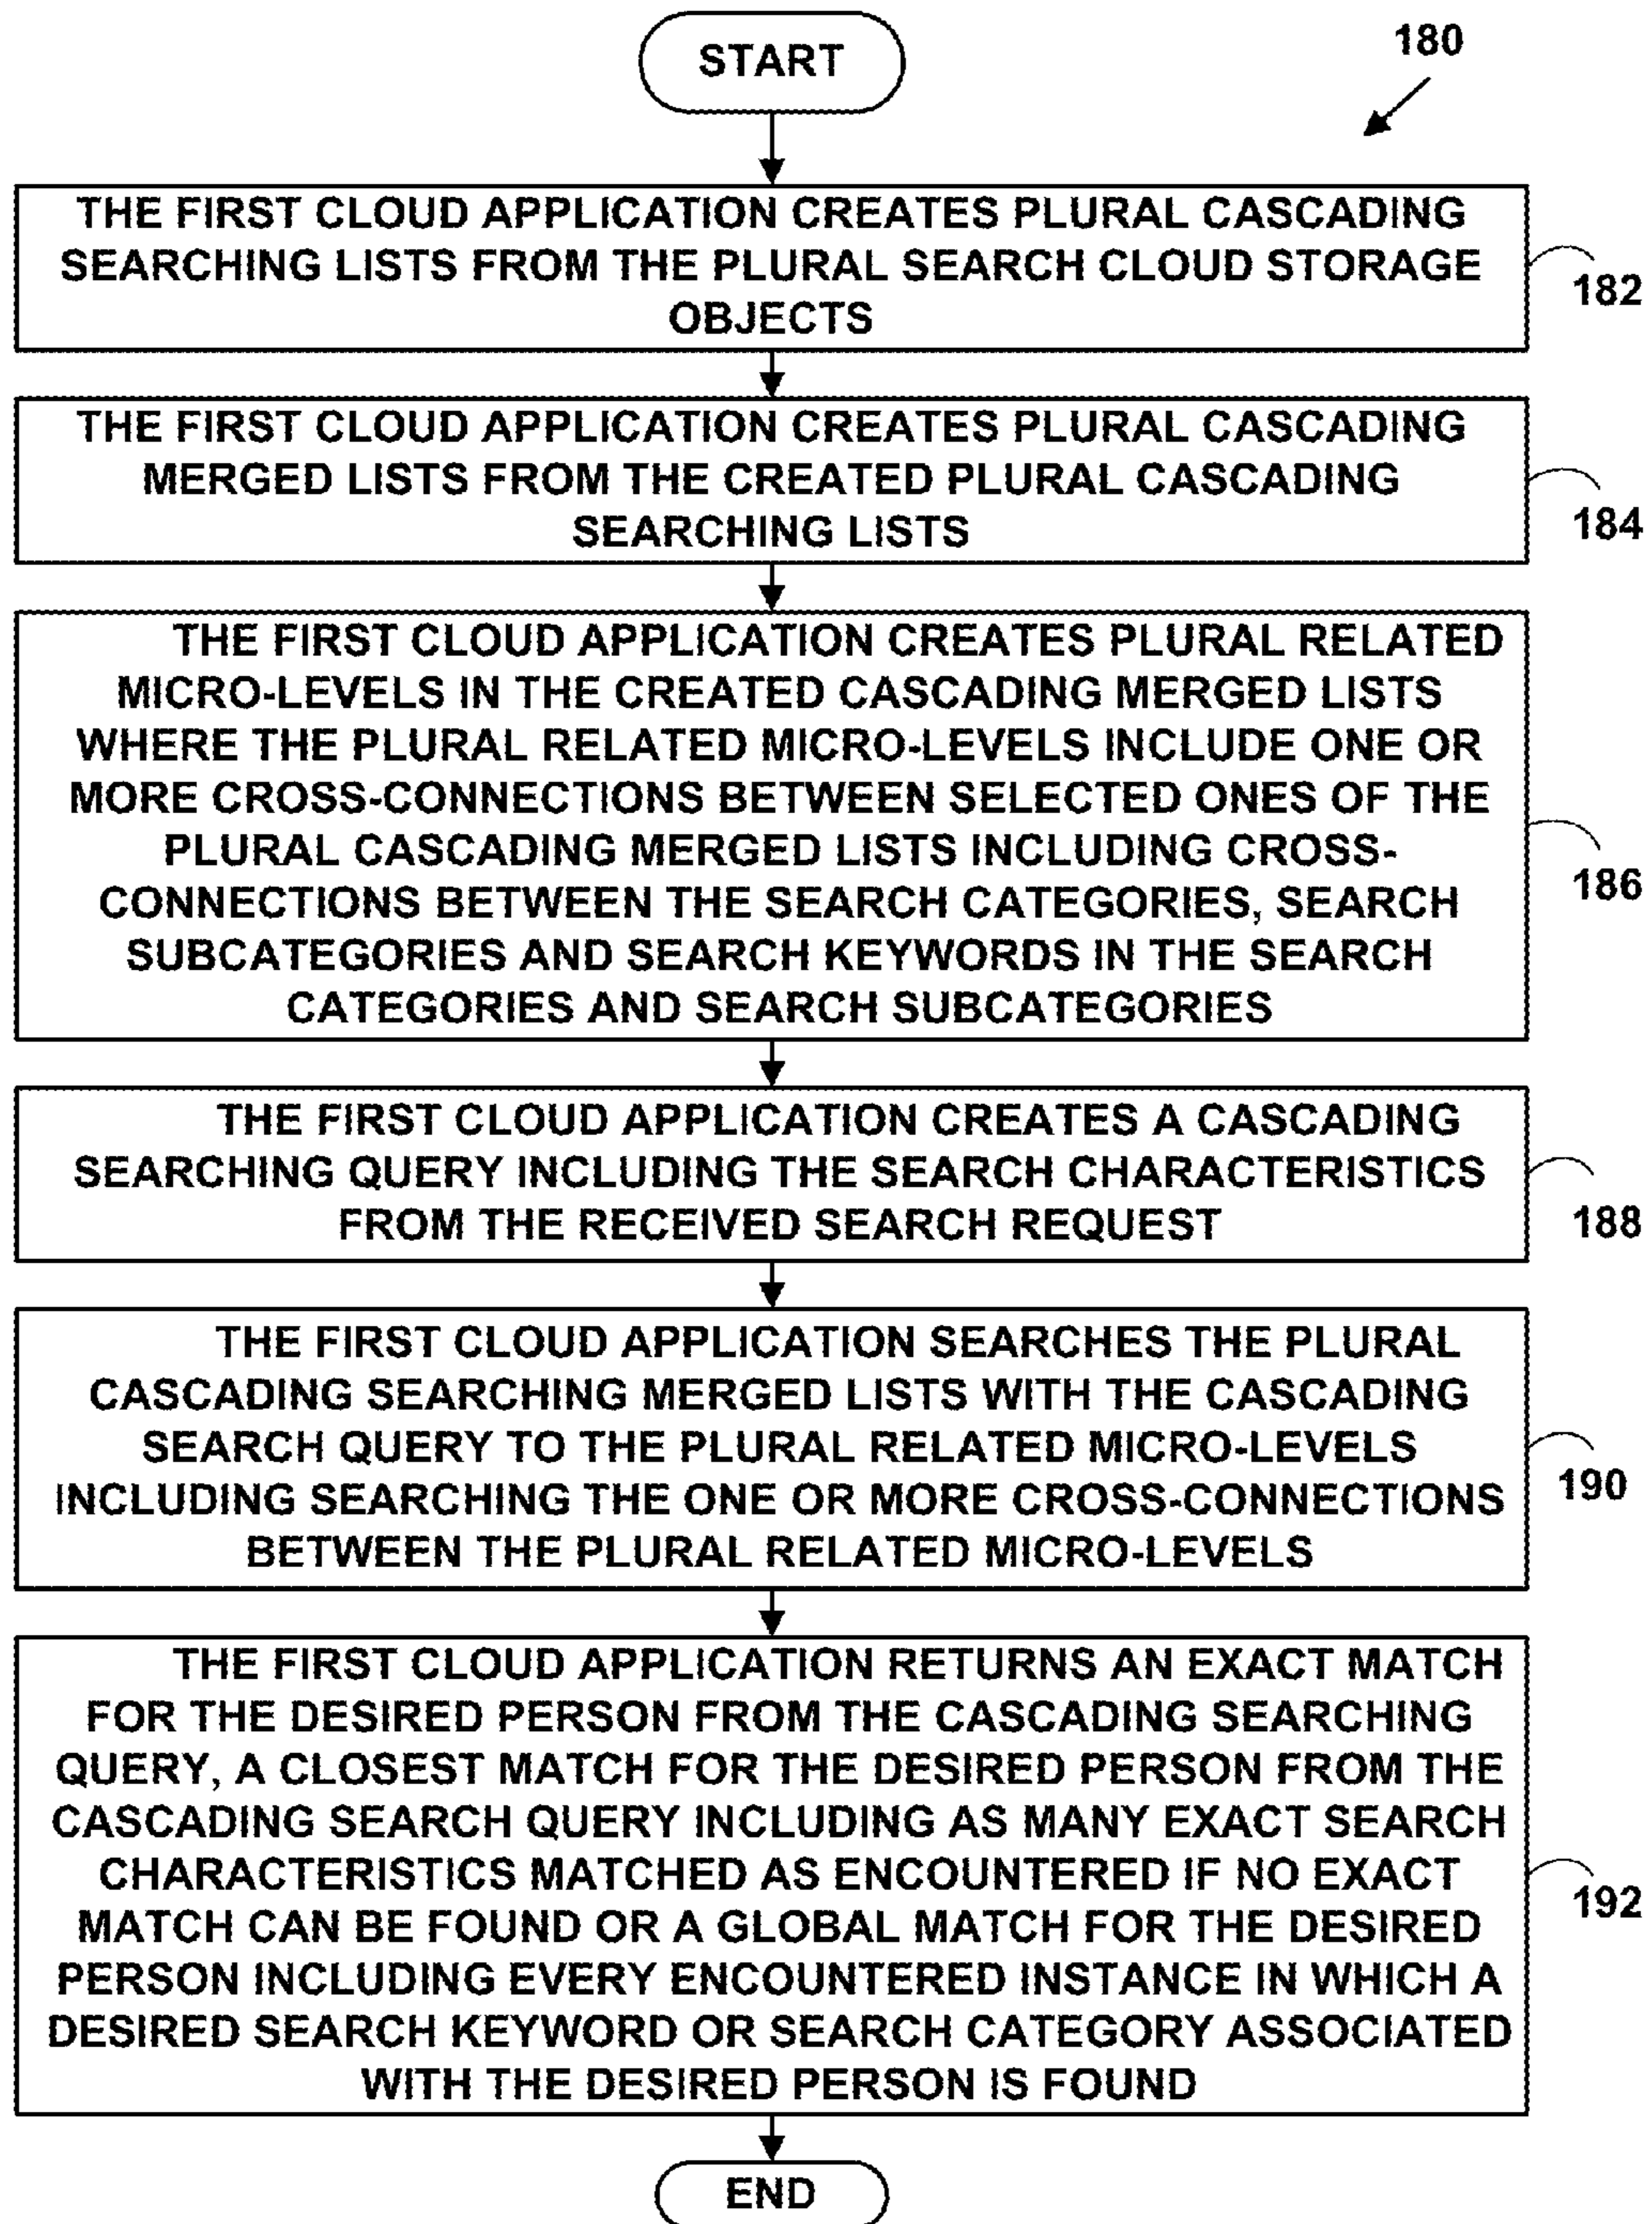 START
180
THE FIRST CLOUD APPLICATION CREATES PLURAL CASCADING
SEARCHING LISTS FROM THE PLURAL SEARCH CLOUD STORAGE
OBJECTS
182
THE FIRST CLOUD APPLICATION CREATES PLURAL CASCADING
MERGED LISTS FROM THE CREATED PLURAL CASCADING
SEARCHING LISTS
184
THE FIRST CLOUD APPLICATION CREATES PLURAL RELATED
MICRO-LEVELS IN THE CREATED CASCADING MERGED LISTS
WHERE THE PLURAL RELATED MICRO-LEVELS INCLUDE ONE OR
MORE CROSS-CONNECTIONS BETWEEN SELECTED ONES OF THE
PLURAL CASCADING MERGED LISTS INCLUDING CROSS-
CONNECTIONS BETWEEN THE SEARCH CATEGORIES, SEARCH
SUBCATEGORIES AND SEARCH KEYWORDS IN THE SEARCH
CATEGORIES AND SEARCH SUBCATEGORIES
186
THE FIRST CLOUD APPLICATION CREATES A CASCADING
SEARCHING QUERY INCLUDING THE SEARCH CHARACTERISTICS
FROM THE RECEIVED SEARCH REQUEST
188
THE FIRST CLOUD APPLICATION SEARCHES THE PLURAL
CASCADING SEARCHING MERGED LISTS WITH THE CASCADING
SEARCH QUERY TO THE PLURAL RELATED MICRO-LEVELS
INCLUDING SEARCHING THE ONE OR MORE CROSS-CONNECTIONS
BETWEEN THE PLURAL RELATED MICRO-LEVELS
190
THE FIRST CLOUD APPLICATION RETURNS AN EXACT MATCH
FOR THE DESIRED PERSON FROM THE CASCADING SEARCHING
QUERY, A CLOSEST MATCH FOR THE DESIRED PERSON FROM THE
CASCADING SEARCH QUERY INCLUDING AS MANY EXACT SEARCH
CHARACTERISTICS MATCHED AS ENCOUNTERED IF NO EXACT
MATCH CAN BE FOUND OR A GLOBAL MATCH FOR THE DESIRED
PERSON INCLUDING EVERY ENCOUNTERED INSTANCE IN WHICH A
DESIRED SEARCH KEYWORD OR SEARCH CATEGORY ASSOCIATED
WITH THE DESIRED PERSON IS FOUND
192
END